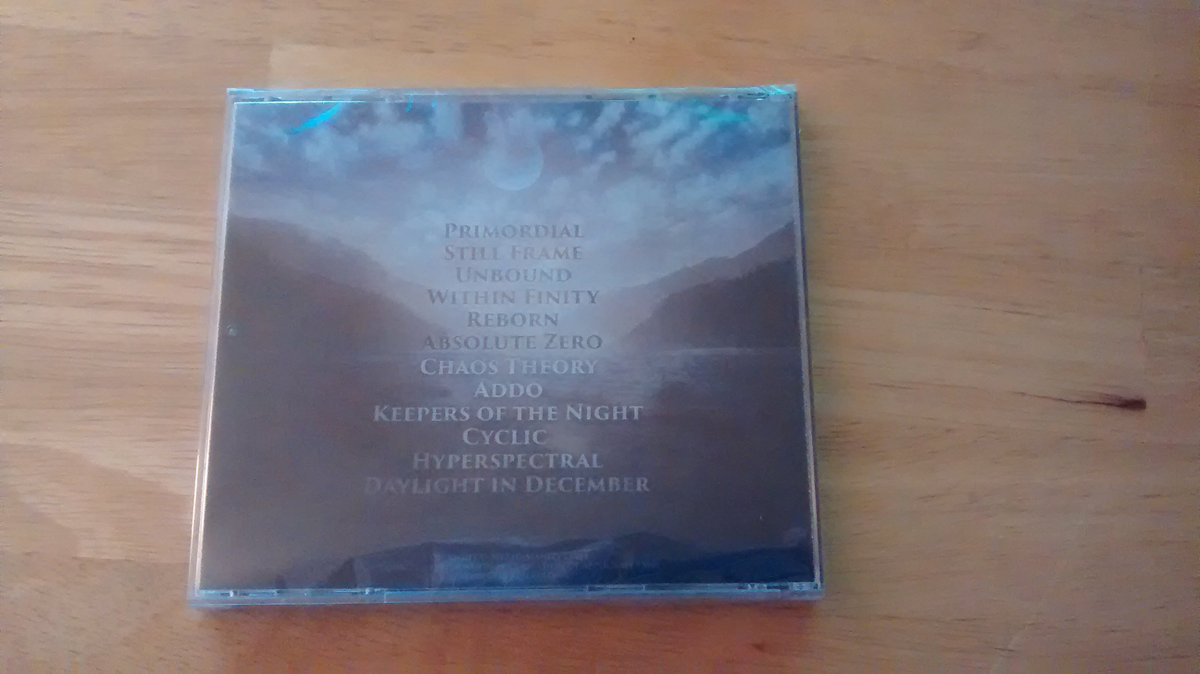 Primordial
Still Frame
Unbound
Within Finity
Reborn
Absolute Zero
Chaos Theory
Addo
Keepers of the Night
Cyclic
Hyperspectral
Daylight in December